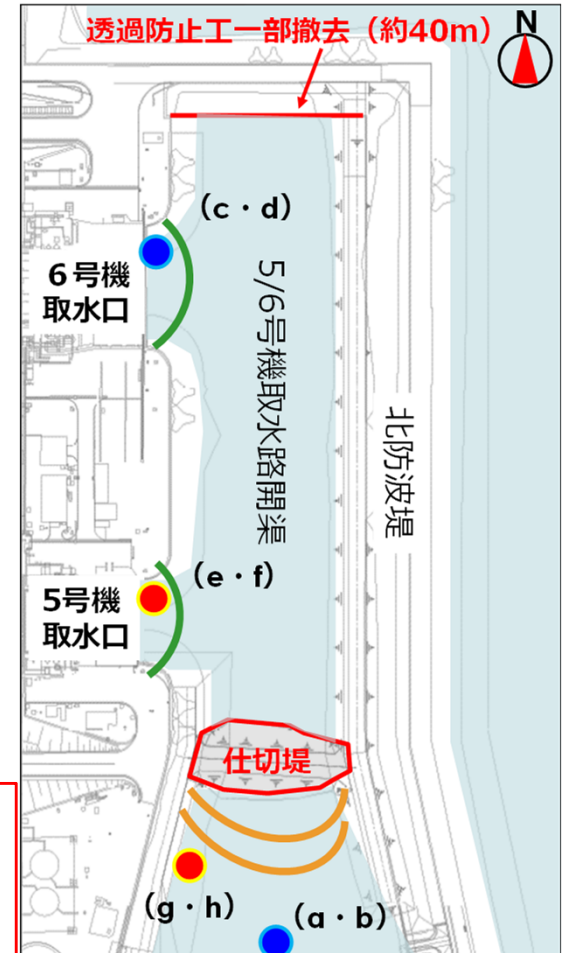 透過防止工一部撤去（約40m）
N
（c・d）
6号機
取水口
5/6号機取水路開渠
北防波堤
（e・f）
5号機
取水口
仕切堤
（g・h）
（a・b）